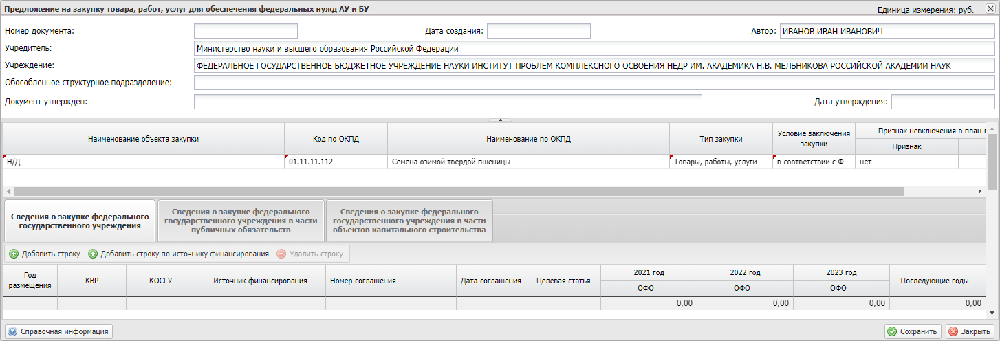 Предложение на закупку товара, работ, услуг для обеспечения федеральных нужд АУ и БУ
Единица измерения: руб.
Номер документа:
Дата создания:
Автор: ИВАНОВ ИВАН ИВАНОВИЧ
Учредитель: Министерство науки и высшего образования Российской Федерации
Учреждение: ФЕДЕРАЛЬНОЕ ГОСУДАРСТВЕННОЕ БЮДЖЕТНОЕ УЧРЕЖДЕНИЕ НАУКИ ИНСТИТУТ ПРОБЛЕМ КОМПЛЕКСНОГО ОСВОЕНИЯ НЕДР ИМ. АКАДЕМИКА Н.В. МЕЛЬНИКОВА РОССИЙСКОЙ АКАДЕМИИ НАУК
Обособленное структурное подразделение:
Документ утвержден:
Дата утверждения:
Наименование объекта закупки
Код по ОКПД
Наименование по ОКПД
Тип закупки
Условие заключения
закупки
Признак невключения в план-г
Признак
Н/Д
01.11.11.112
Семена озимой твердой пшеницы
Товары, работы, услуги
в соответствии с Ф...
нет
Сведения о закупке федерального
государственного учреждения
Сведения о закупке федерального
государственного учреждения в части
публичных обязательств
Сведения о закупке федерального
государственного учреждения в части
объектов капитального строительства
Добавить строку
Добавить строку по источнику финансирования
Удалить строку
Год
размещения
КВР
КОСГУ
Источник финансирования
Номер соглашения
Дата соглашения
Целевая статья
2021 год
ОФО
2022 год
ОФО
2023 год
ОФО
Последующие годы
0,00
0,00
0,00
0,00
Справочная информация
Сохранить
Закрыть